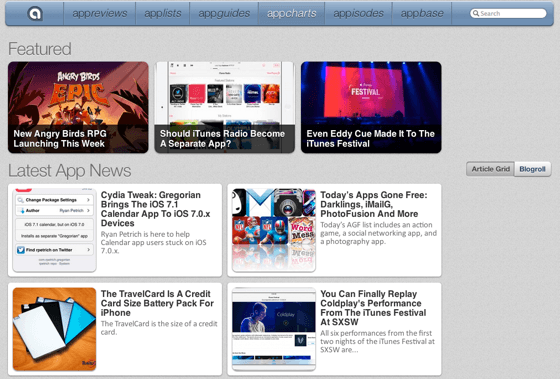 appreviews applists appguides appcharts appisodes appbase Search
Featured
ANGRY BIRDS
EPIC
New Angry Birds RPG
Launching This Week
Should iTunes Radio Become
A Separate App?
FESTIVAL
Even Eddy Cue Made It To The
iTunes Festival
Latest App News
Article Grid Blogroll
Change Package Settings
Author Ryan Petrich
iOS 7.1 calendar, but on iOS 7.0
Installs as separate "Gregorian" app
Find rpetrich on Twitter
Cydia Tweak: Gregorian
Brings The iOS 7.1
Calendar App To iOS 7.0.x
Devices
Ryan Petrich is here to help
Calendar app users stuck on iOS
7.0.x.
Word
Mess
Today's Apps Gone Free:
Darklings, iMailG,
PhotoFusion And More
Today's AGF list includes an action
game, a social networking app, and
a photography app.
The TravelCard Is A Credit
Card Size Battery Pack For
iPhone
The TravelCard is the size of a credit
card.
COLDPLAY
You Can Finally Replay
Coldplay's Performance
From The iTunes Festival
At SXSW
All six performances from the first
two nights of the iTunes Festival at
SXSW are...